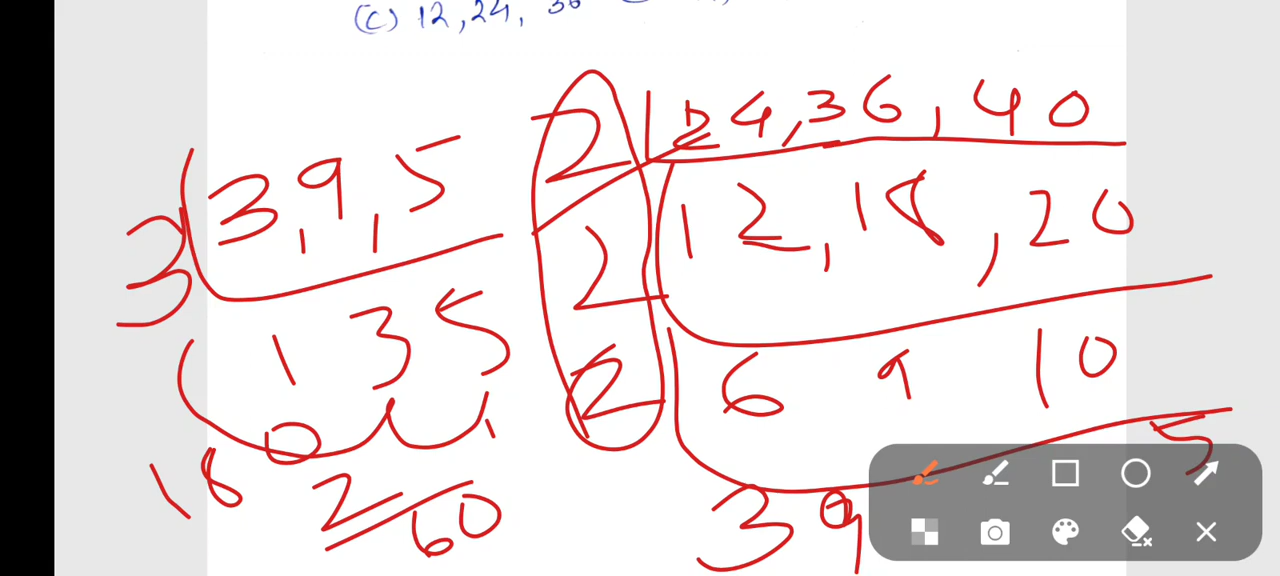 (C) 12, 24, 36
2 24, 36, 40
2 12, 18, 20
2 6 9 10
3 9 5
3 3, 9, 5
1 3 5
180
2
60